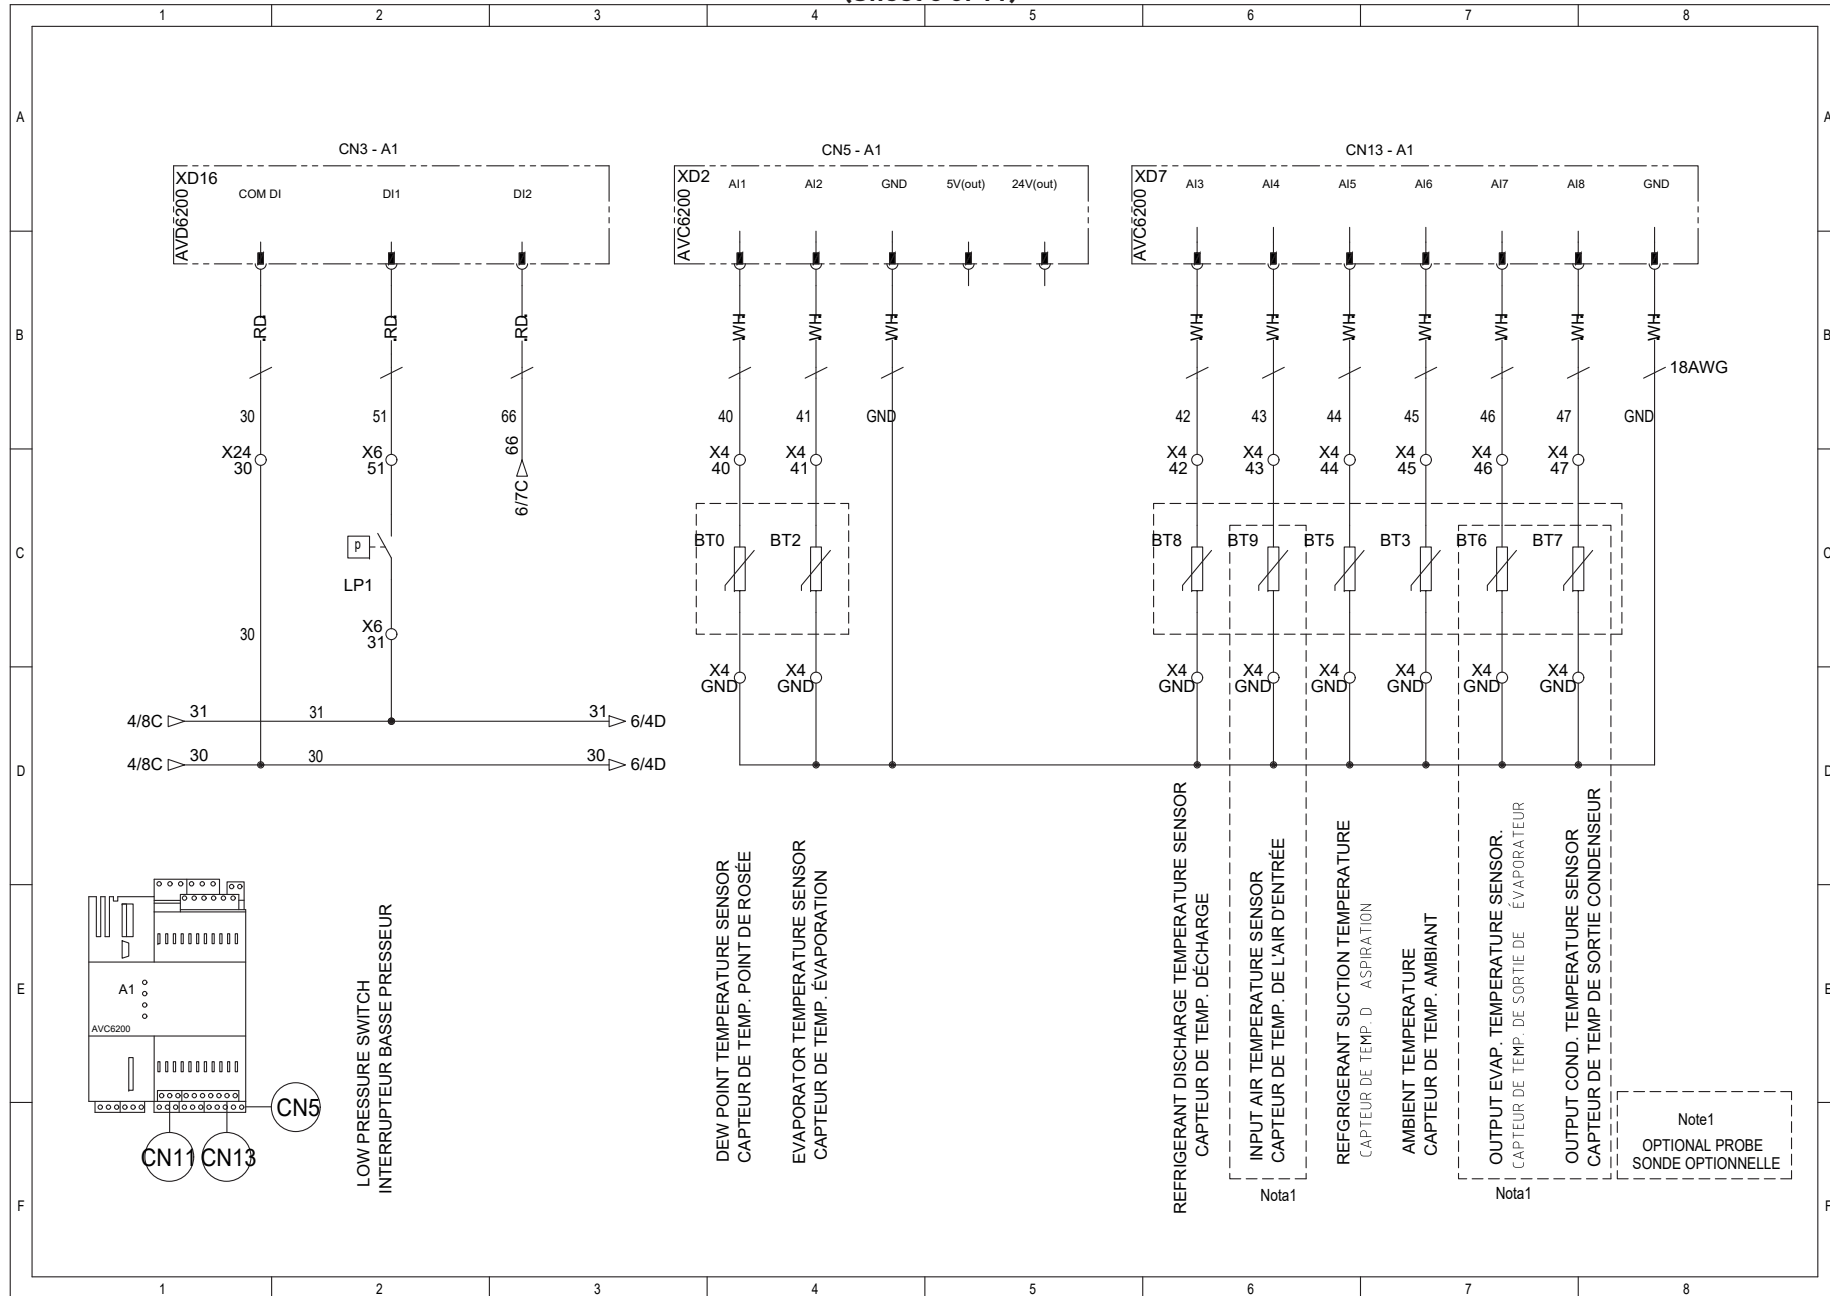 1 2 3 4 5 6 7 8
A A
CN3 - A1 CN5 - A1 CN13 - A1
XD16 COM DI DI1 DI2
AVD6200
XD2 AI1 AI2 GND 5V(out) 24V(out)
AVC6200
XD7 AI3 AI4 AI5 AI6 AI7 AI8 GND
AVC6200
B B
RD RD RD WH WH WH WH WH WH WH WH WH WH
18AWG
30 51 66 40 41 GND 42 43 44 45 46 47 GND
X24 X6 66 X4 X4 X4 X4 X4 X4 X4 X4
30 51 40 41 42 43 44 45 46 47
6/7C
C C
p
LP1
BT0 BT2 BT8 BT9 BT5 BT3 BT6 BT7
30 X6
31
X4 X4 X4 X4 X4 X4 X4 X4
GND GND GND GND GND GND GND GND
4/8C 31 31 31 6/4D
4/8C 30 30 30 6/4D
D D
LOW PRESSURE SWITCH
INTERRUPTEUR BASSE PRESSEUR
DEW POINT TEMPERATURE SENSOR
CAPTEUR DE TEMP. POINT DE ROSÉE
EVAPORATOR TEMPERATURE SENSOR
CAPTEUR DE TEMP. ÉVAPORATION
REFRIGERANT DISCHARGE TEMPERATURE SENSOR
CAPTEUR DE TEMP. DÉCHARGE
INPUT AIR TEMPERATURE SENSOR
CAPTEUR DE TEMP. DE L'AIR D'ENTRÉE
REFGRIGERANT SUCTION TEMPERATURE
CAPTEUR DE TEMP. D ASPIRATION
AMBIENT TEMPERATURE
CAPTEUR DE TEMP. AMBIANT
OUTPUT EVAP. TEMPERATURE SENSOR.
CAPTEUR DE TEMP. DE SORTIE DE ÉVAPORATEUR
OUTPUT COND. TEMPERATURE SENSOR
CAPTEUR DE TEMP DE SORTIE CONDENSEUR
E E
A1
AVC6200
CN5
CN11 CN13
Note1
OPTIONAL PROBE
SONDE OPTIONNELLE
Nota1 Nota1
F F
1 2 3 4 5 6 7 8